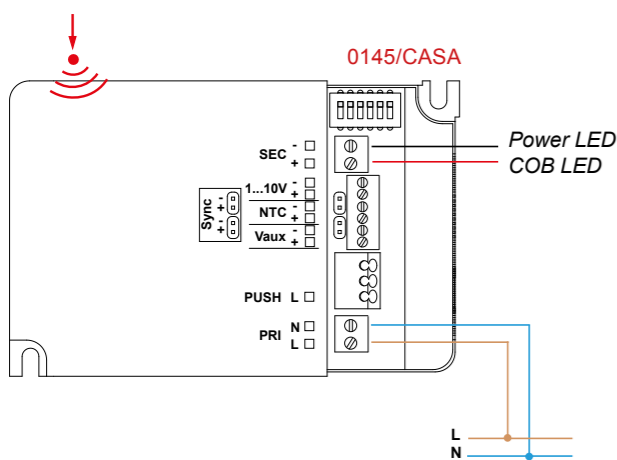 0145/CASA
SEC - +
Power LED
COB LED
1...10V - +
Sync + - + -
NTC - +
Vaux - +
PUSH L
PRI N L
L
N